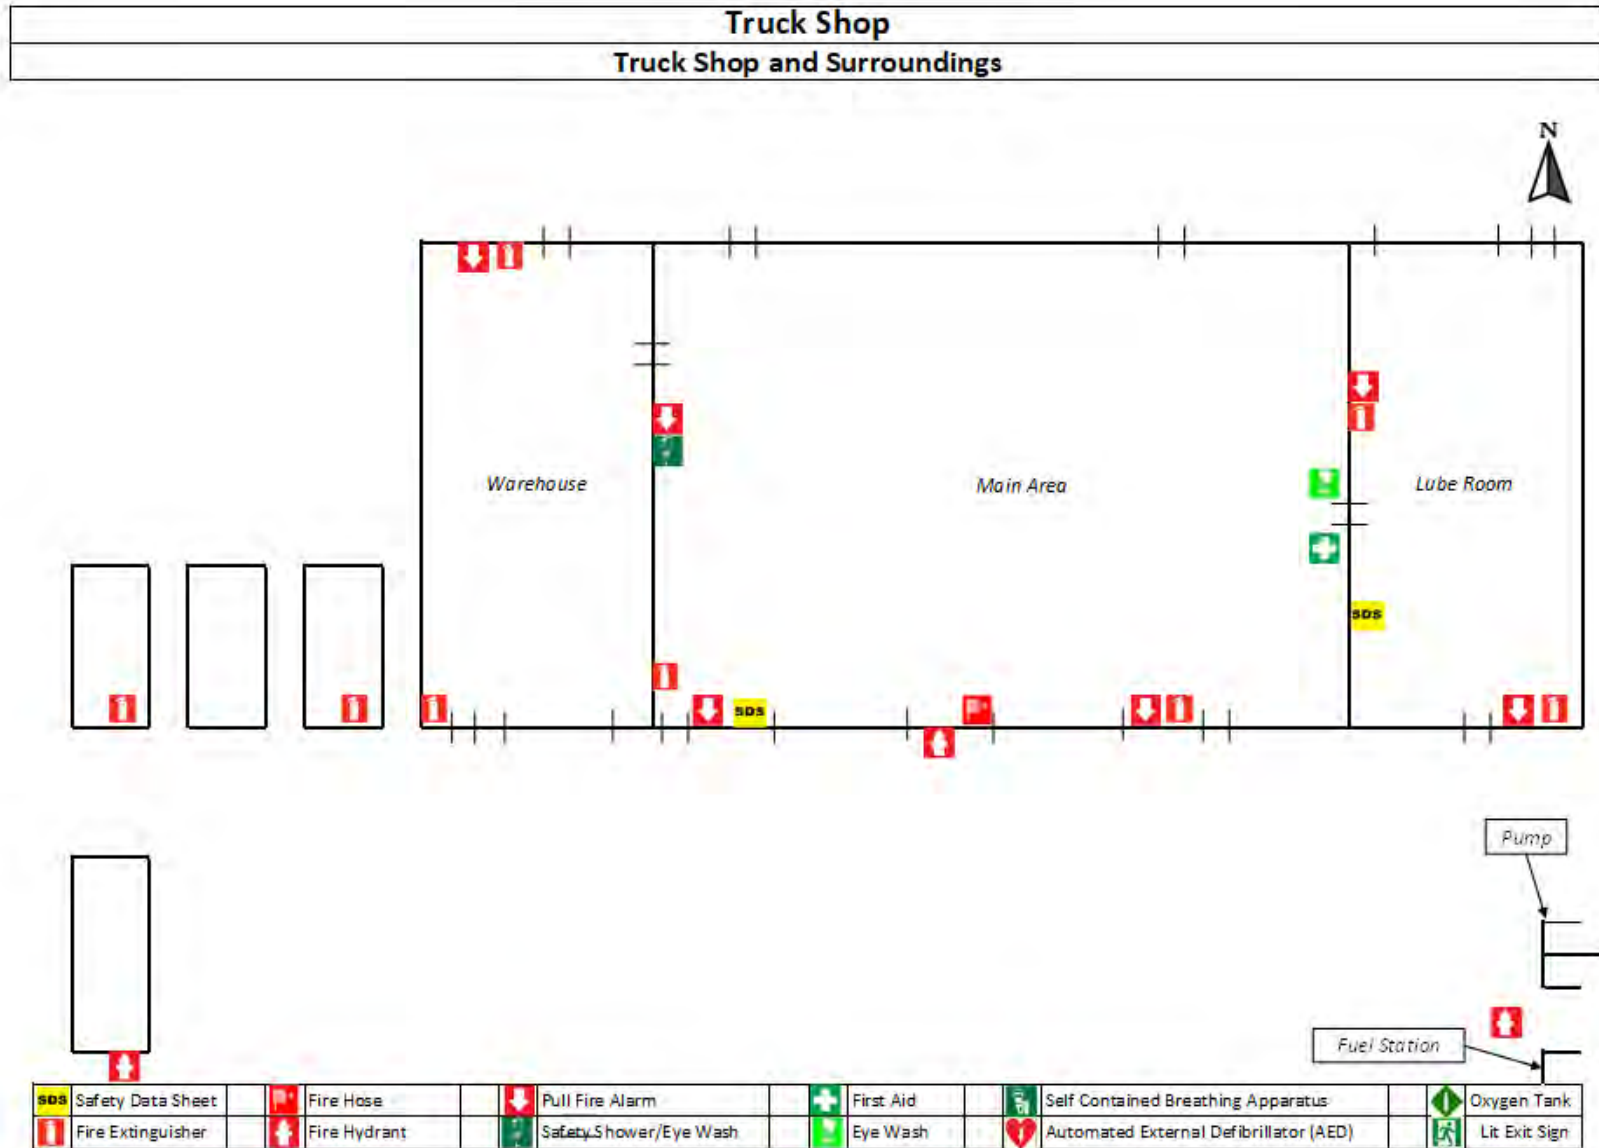 Truck Shop
Truck Shop and Surroundings
N
Warehouse
Main Area
Lube Room
SDS
SDS
Pump
Fuel Station
SDS Safety Data Sheet Fire Hose Pull Fire Alarm First Aid Self Contained Breathing Apparatus Oxygen Tank
Fire Extinguisher Fire Hydrant Safety Shower/Eye Wash Eye Wash Automated External Defibrillator (AED) Lit Exit Sign